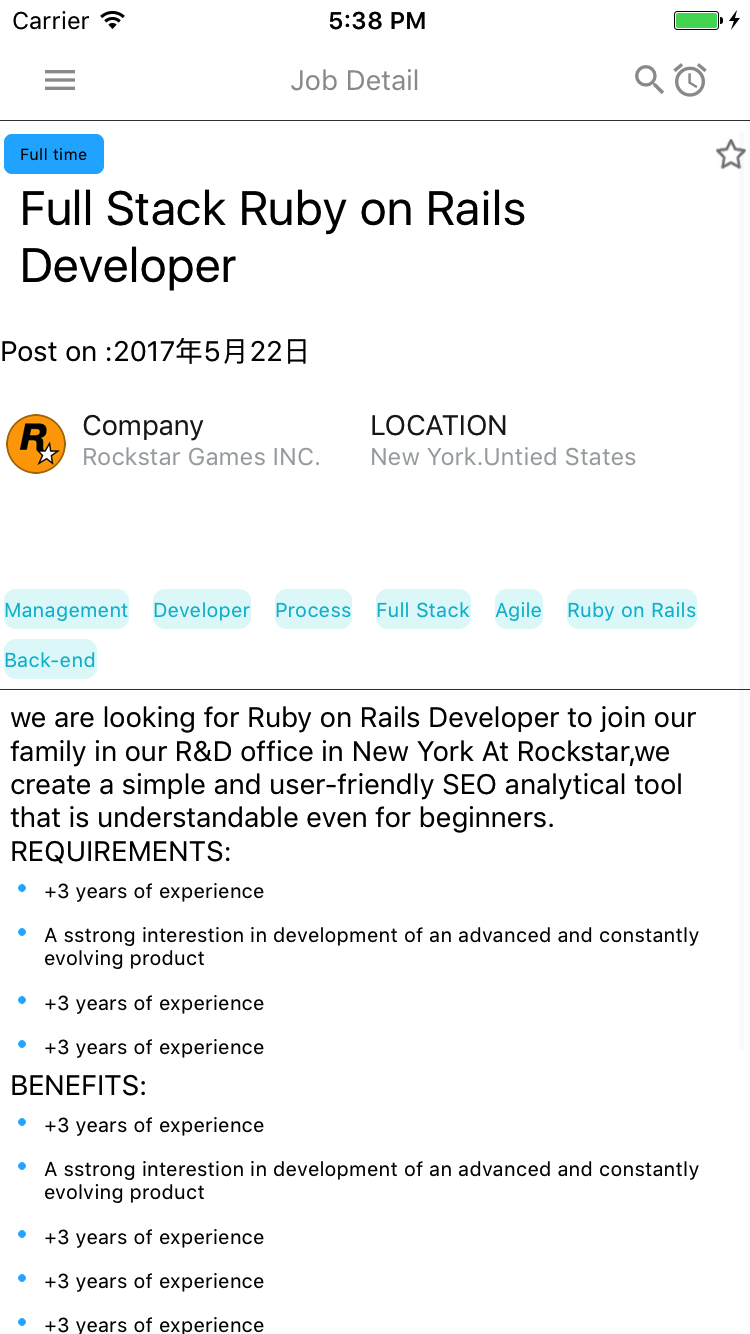 Carrier 5:38 PM
Job Detail
Full time
Full Stack Ruby on Rails
Developer
Post on :2017年5月22日
R
Company LOCATION
Rockstar Games INC. New York.Untied States
Management Developer Process Full Stack Agile Ruby on Rails
Back-end
we are looking for Ruby on Rails Developer to join our
family in our R&D office in New York At Rockstar,we
create a simple and user-friendly SEO analytical tool
that is understandable even for beginners.
REQUIREMENTS:
+3 years of experience
A sstrong interestion in development of an advanced and constantly
evolving product
+3 years of experience
+3 years of experience
BENEFITS:
+3 years of experience
A sstrong interestion in development of an advanced and constantly
evolving product
+3 years of experience
+3 years of experience
+3 years of experience